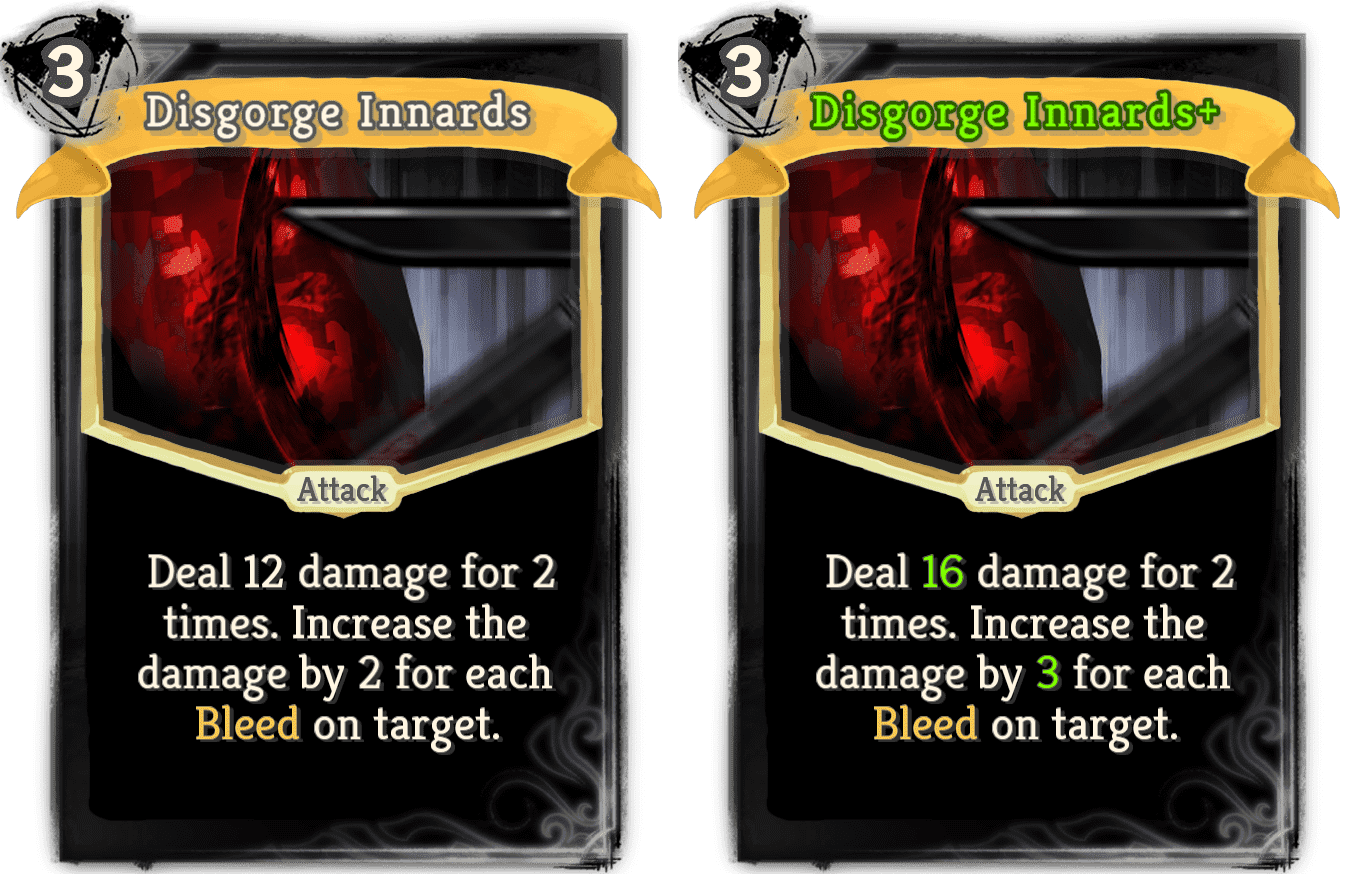 3
Disgorge Innards
Attack
Deal 12 damage for 2
times. Increase the
damage by 2 for each
Bleed on target.
3
Disgorge Innards+
Attack
Deal 16 damage for 2
times. Increase the
damage by 3 for each
Bleed on target.